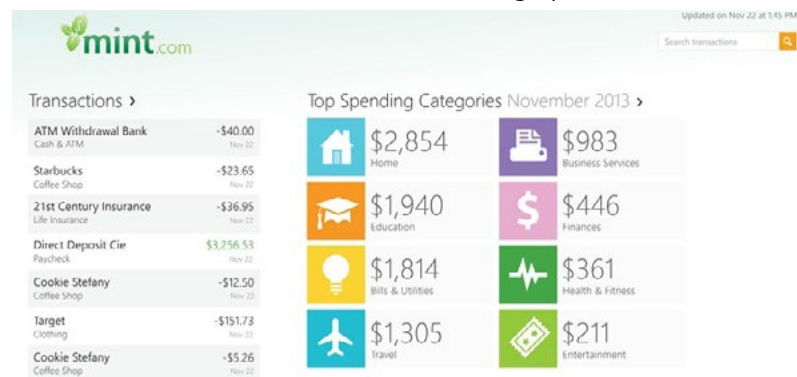 Updated on Nov 22 at 1:45 PM
mint.com
Search transactions
Transactions >
ATM Withdrawal Bank -$40.00
Cash & ATM Nov 22
Starbucks -$23.65
Coffee Shop Nov 22
21st Century Insurance -$36.95
Life Insurance Nov 22
Direct Deposit Cie $3,256.53
Paycheck Nov 22
Cookie Stefany -$12.50
Coffee Shop Nov 22
Target -$151.73
Clothing Nov 22
Cookie Stefany -$5.26
Coffee Shop Nov 22
Top Spending Categories November 2013 >
$2,854
Home
$983
Business Services
$1,940
Education
$446
Finances
$1,814
Bills & Utilities
$361
Health & Fitness
$1,305
Travel
$211
Entertainment